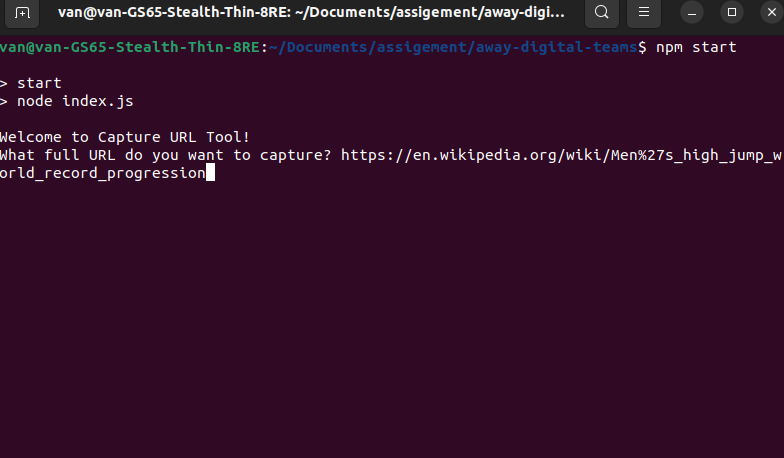 van@van-GS65-Stealth-Thin-8RE: ~/Documents/assigement/away-digi...
van@van-GS65-Stealth-Thin-8RE:~/Documents/assigement/away-digital-teams$ npm start
> start
> node index.js
Welcome to Capture URL Tool!
What full URL do you want to capture? https://en.wikipedia.org/wiki/Men%27s_high_jump_w
orld_record_progression